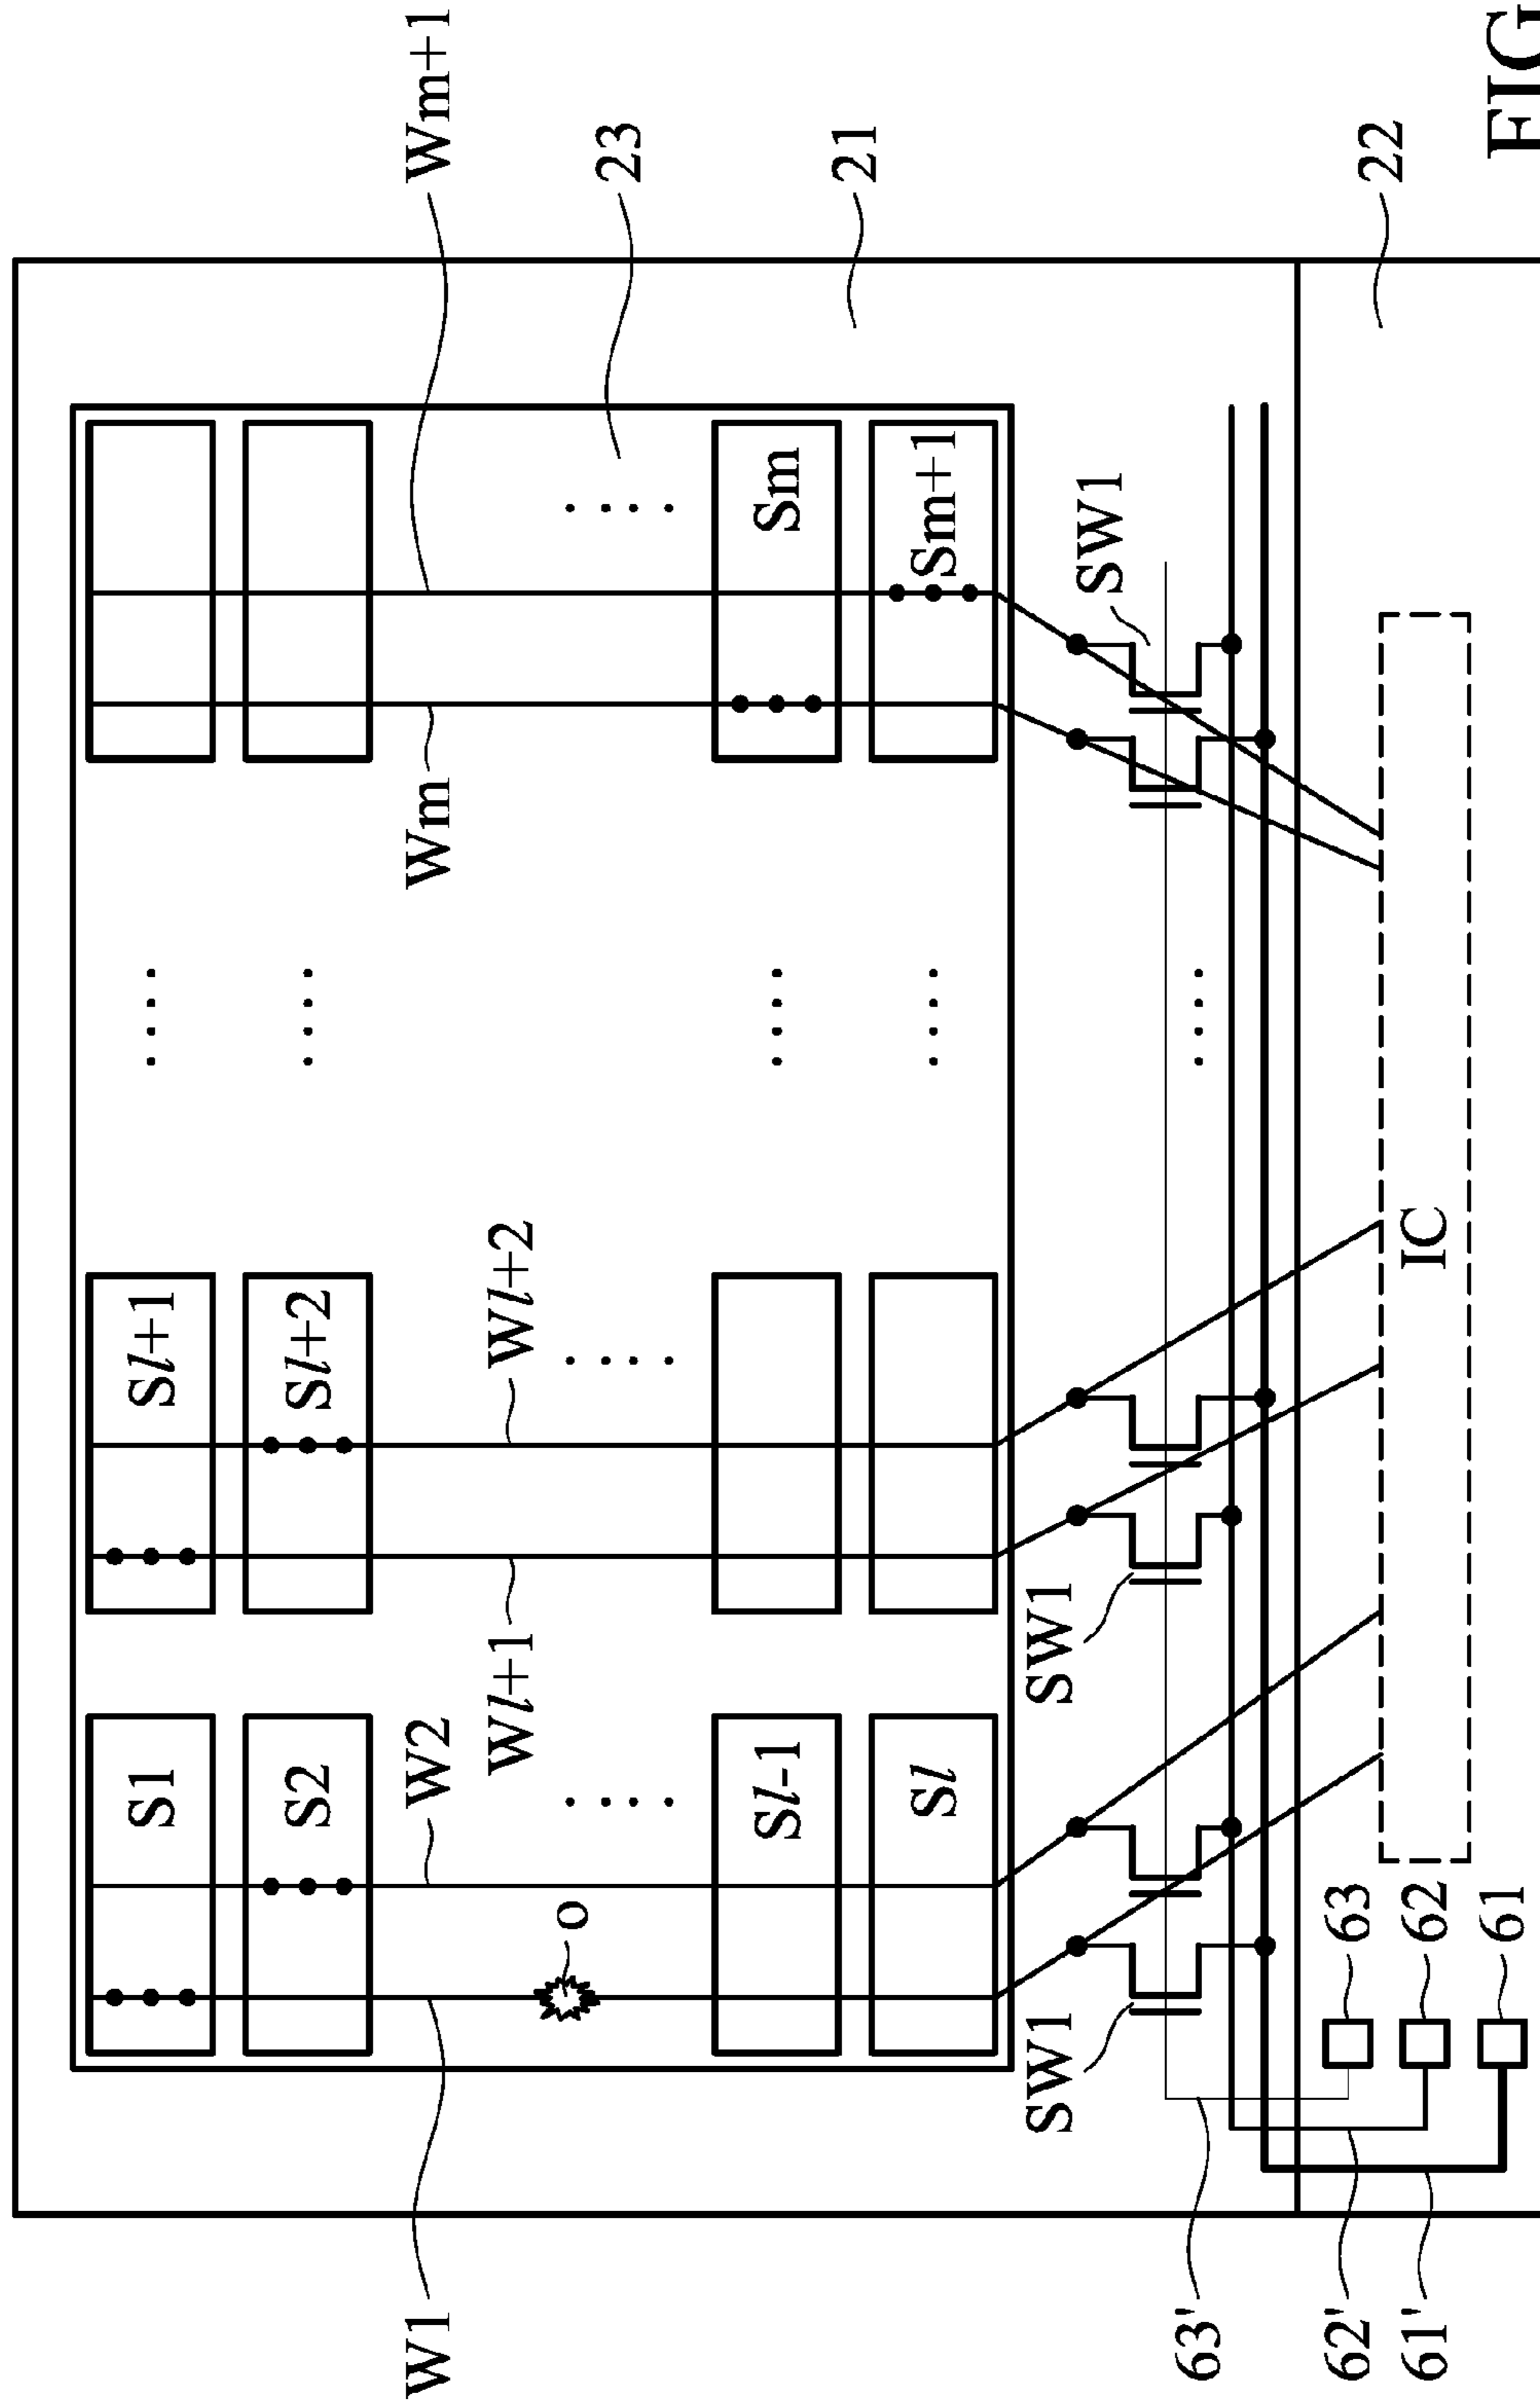 W1
W2
Wl+1
Wl+2
Wm
Wm+1
S1
Sl+1
S2
Sl+2
o
23
Sl-1
Sm
Sl
Sm+1
21
SW1
SW1
SW1
63'
62'
61'
63
62
61
IC
22
FIG